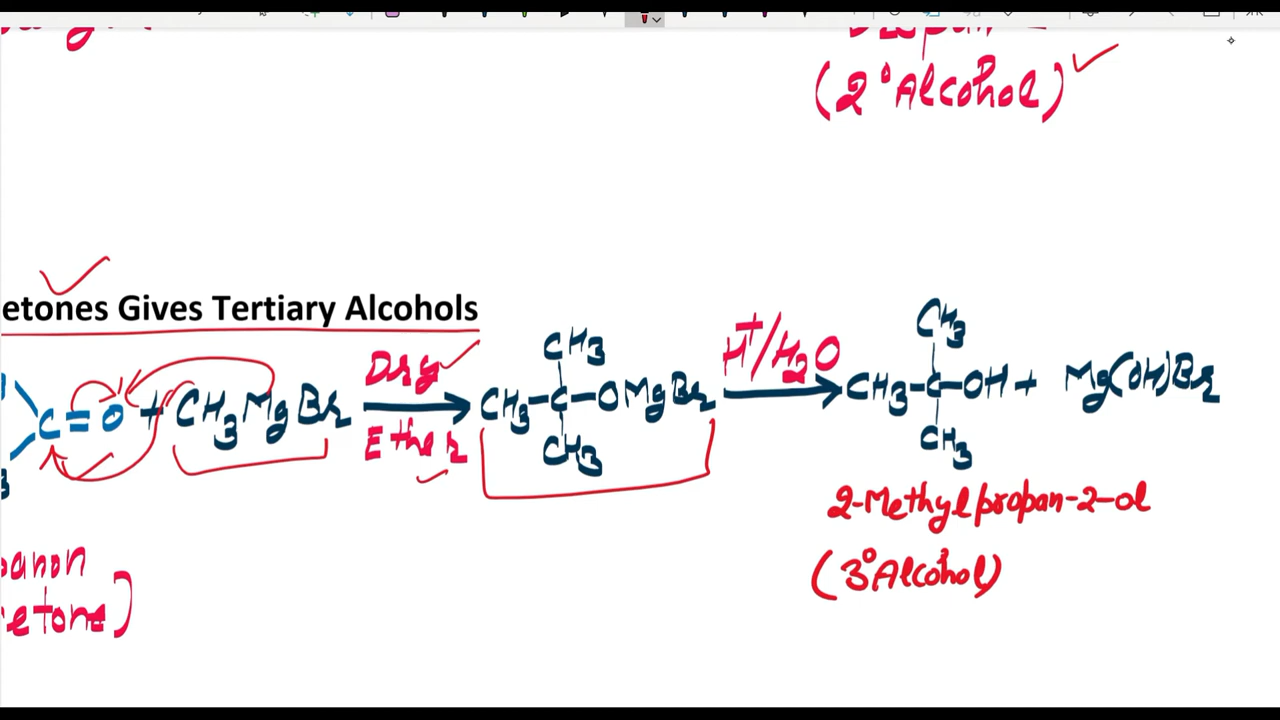 (2°Alcohol)
etones Gives Tertiary Alcohols
C=O + CH3MgBr
Dry
Ether
CH3
CH3-C-OMgBr
CH3
H+/H2O
CH3
CH3-C-OH + Mg(OH)Br
CH3
3
2-Methylpropan-2-ol
(3°Alcohol)
panon
etone)